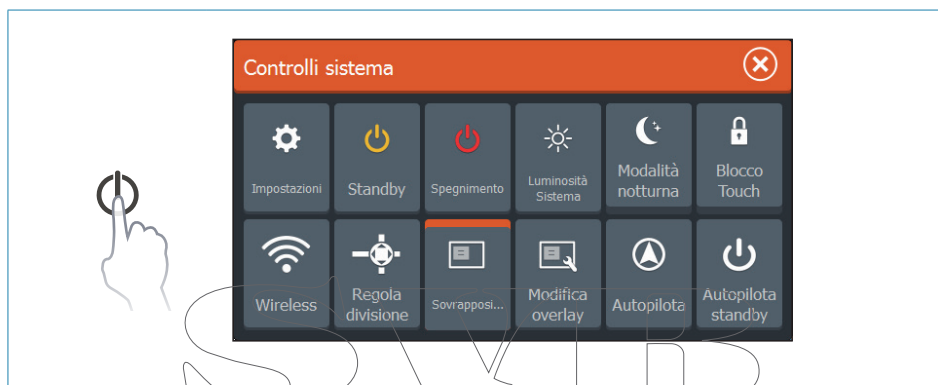 Controlli sistema
Impostazioni
Standby
Spegnimento
Luminosità
Sistema
Modalità
notturna
Blocco
Touch
Wireless
Regola
divisione
Sovrapposi...
Modifica
overlay
Autopilota
Autopilota
standby